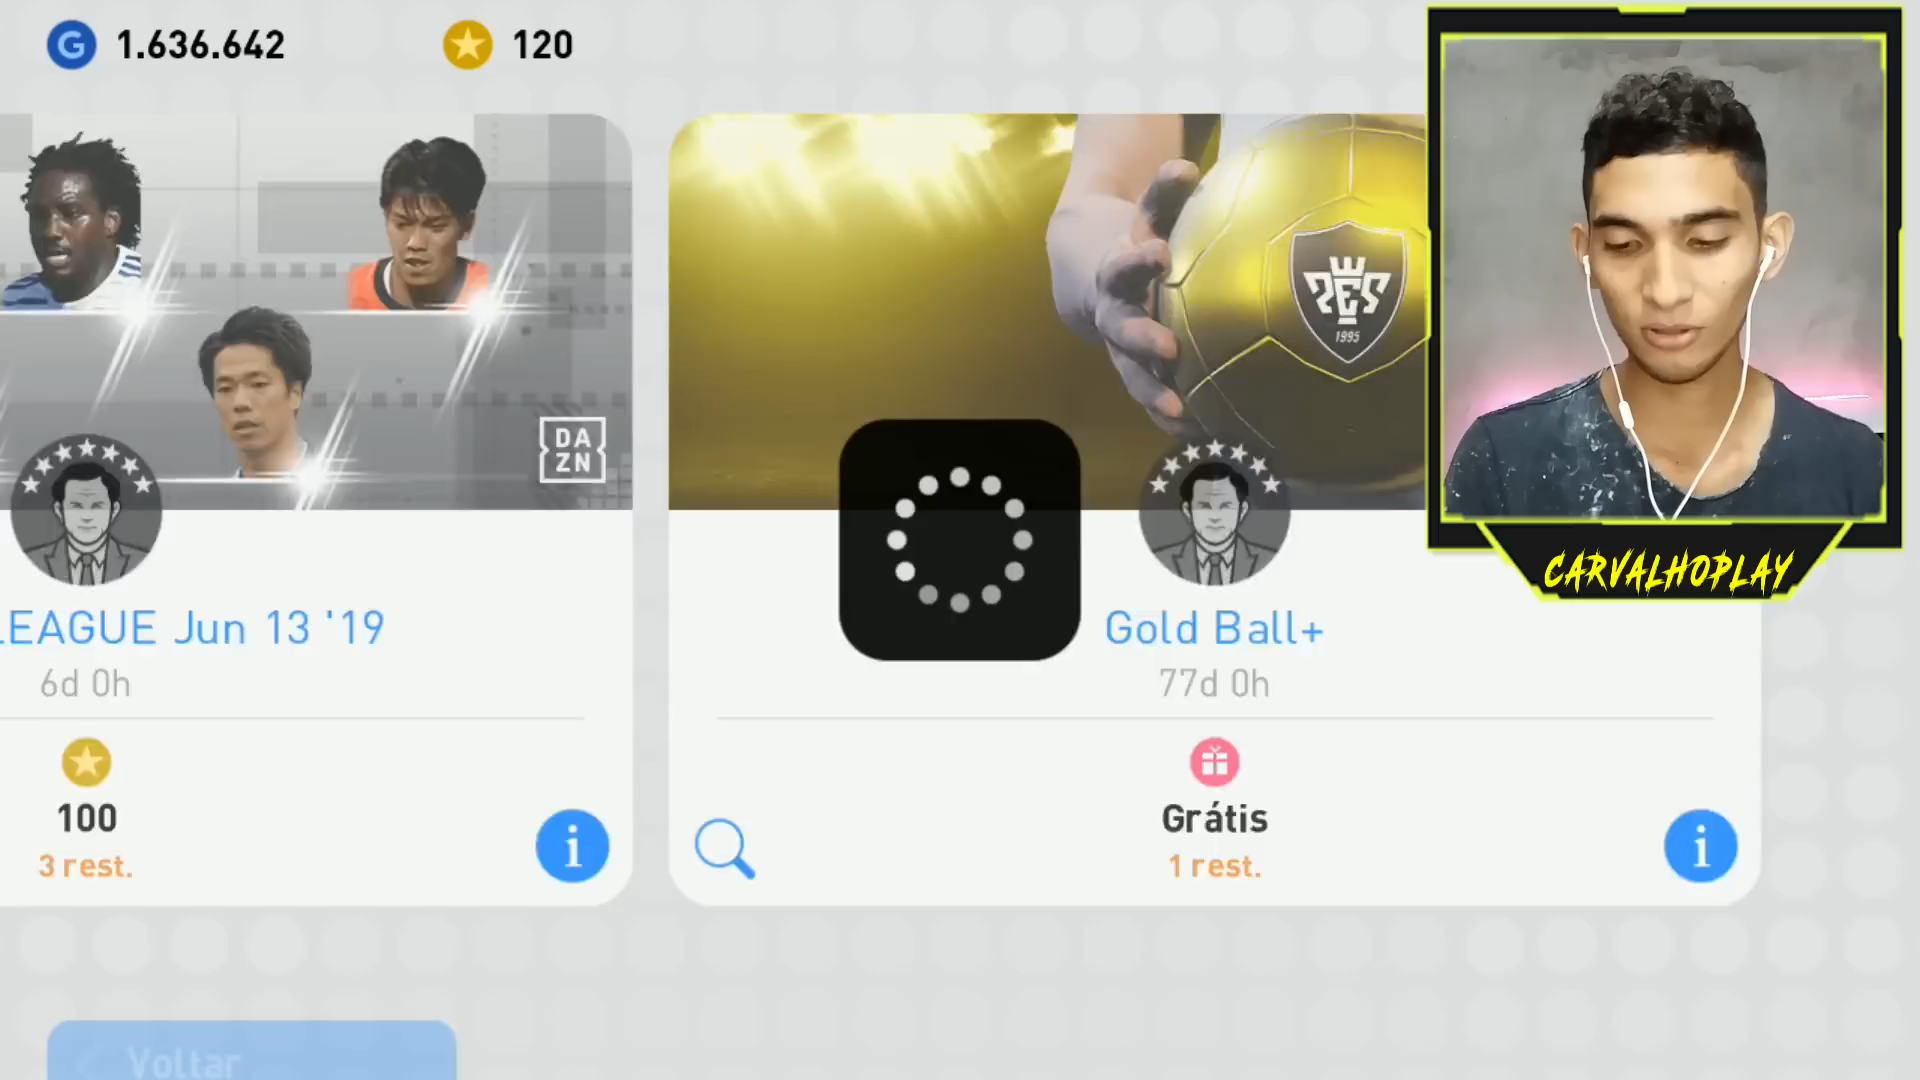 G 1.636.642
120
DA
ZN
PES
1995
LEAGUE Jun 13 '19
6d 0h
100
3 rest.
i
Gold Ball+
77d 0h
Grátis
1 rest.
i
CARVALHOPLAY
Voltar